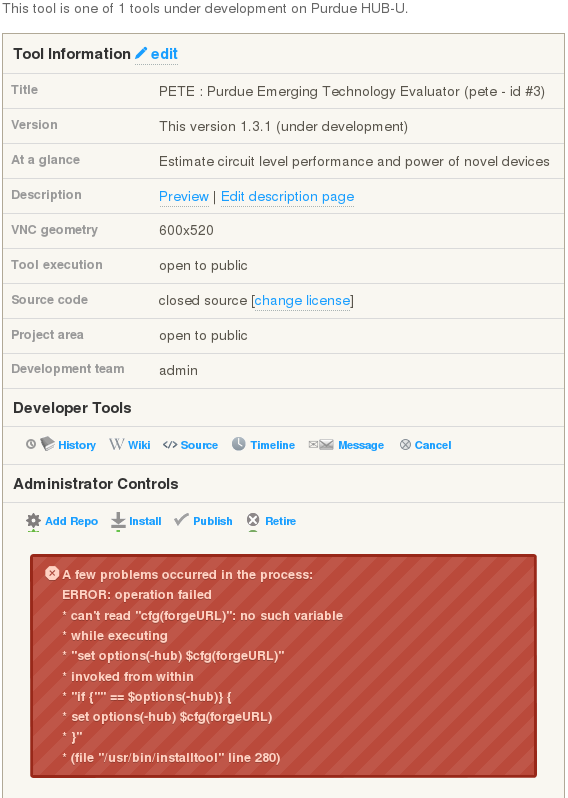 This tool is one of 1 tools under development on Purdue HUB-U.
Tool Information edit
Title PETE : Purdue Emerging Technology Evaluator (pete - id #3)
Version This version 1.3.1 (under development)
At a glance Estimate circuit level performance and power of novel devices
Description Preview | Edit description page
VNC geometry 600x520
Tool execution open to public
Source code closed source [change license]
Project area open to public
Development team admin
Developer Tools
History Wiki Source Timeline Message Cancel
Administrator Controls
Add Repo Install Publish Retire
A few problems occurred in the process:
ERROR: operation failed
* can't read "cfg(forgeURL)": no such variable
* while executing
* "set options(-hub) $cfg(forgeURL)"
* invoked from within
* "if {"" == $options(-hub)} {
* set options(-hub) $cfg(forgeURL)
* }"
* (file "/usr/bin/installtool" line 280)